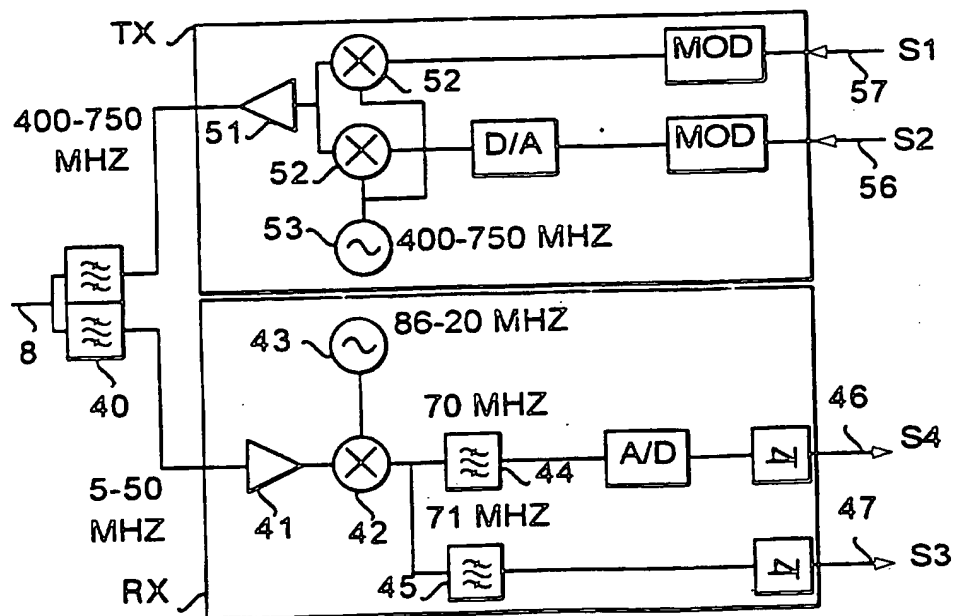 TX
MOD
S1
52
57
400-750
MHZ
51
D/A
MOD
S2
52
56
53
400-750 MHZ
8
40
43
86-20 MHZ
70 MHZ
46
A/D
S4
44
5-50
MHZ
41
42
71 MHZ
47
45
S3
RX